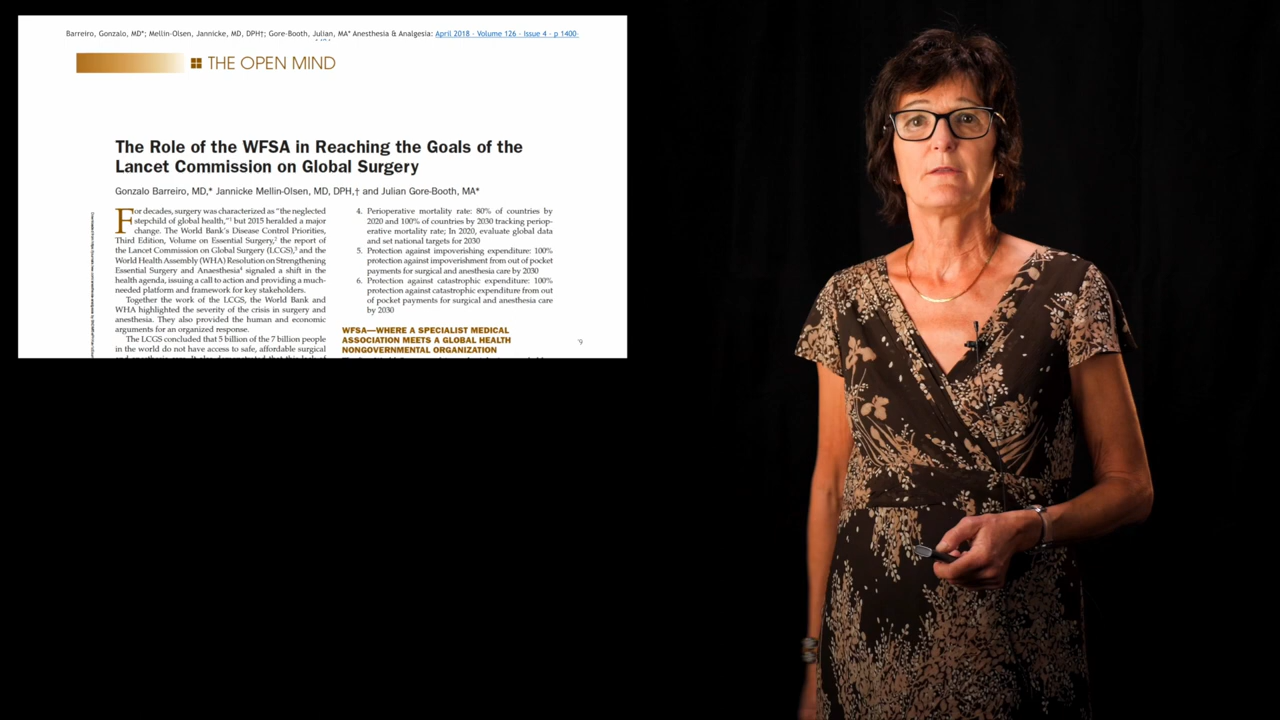 Barreiro, Gonzalo, MD*; Mellin-Olsen, Jannicke, MD, DPH†; Gore-Booth, Julian, MA* Anesthesia & Analgesia: April 2018 - Volume 126 - Issue 4 - p 1400-
THE OPEN MIND
The Role of the WFSA in Reaching the Goals of the
Lancet Commission on Global Surgery
Gonzalo Barreiro, MD,* Jannicke Mellin-Olsen, MD, DPH,† and Julian Gore-Booth, MA*
For decades, surgery was characterized as “the neglected
stepchild of global health,”1 but 2015 heralded a major
change. The World Bank’s Disease Control Priorities,
Third Edition, Volume on Essential Surgery,2 the report of
the Lancet Commission on Global Surgery (LCGS),3 and the
World Health Assembly (WHA) Resolution on Strengthening
Essential Surgery and Anaesthesia4 signaled a shift in the
health agenda, issuing a call to action and providing a much-
needed platform and framework for key stakeholders.
Together the work of the LCGS, the World Bank and
WHA highlighted the severity of the crisis in surgery and
anesthesia. They also provided the human and economic
arguments for an organized response.
The LCGS concluded that 5 billion of the 7 billion people
in the world do not have access to safe, affordable surgical
4. Perioperative mortality rate: 80% of countries by
2020 and 100% of countries by 2030 tracking periop-
erative mortality rate; In 2020, evaluate global data
and set national targets for 2030
5. Protection against impoverishing expenditure: 100%
protection against impoverishment from out of pocket
payments for surgical and anesthesia care by 2030
6. Protection against catastrophic expenditure: 100%
protection against catastrophic expenditure from out
of pocket payments for surgical and anesthesia care
by 2030
WFSA—WHERE A SPECIALIST MEDICAL
ASSOCIATION MEETS A GLOBAL HEALTH
NONGOVERNMENTAL ORGANIZATION
9